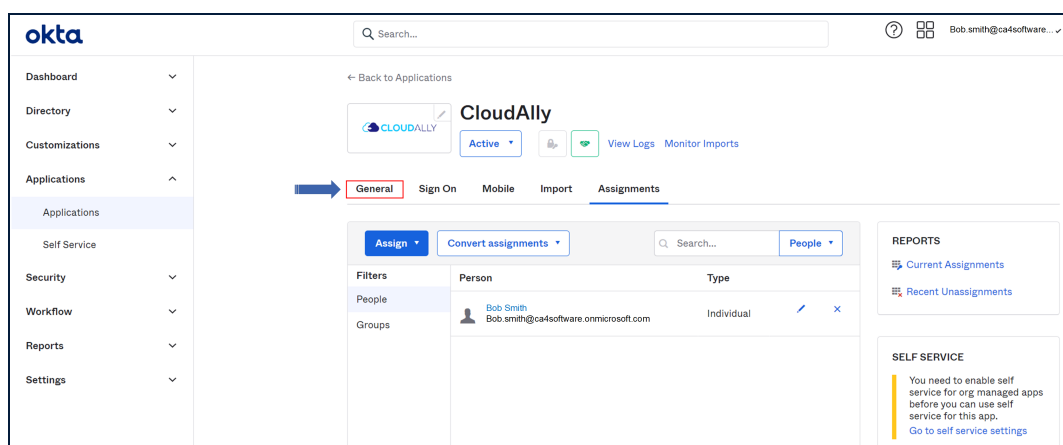 okta
Search...
Bob.smith@ca4software...
Dashboard
Directory
Customizations
Applications
Applications
Self Service
Security
Workflow
Reports
Settings
← Back to Applications
CLOUDALLY
CloudAlly
Active
View Logs Monitor Imports
General Sign On Mobile Import Assignments
Assign Convert assignments Search... People
Filters Person Type
People
Groups
Bob Smith
Bob.smith@ca4software.onmicrosoft.com
Individual
REPORTS
Current Assignments
Recent Unassignments
SELF SERVICE
You need to enable self
service for org managed apps
before you can use self
service for this app.
Go to self service settings